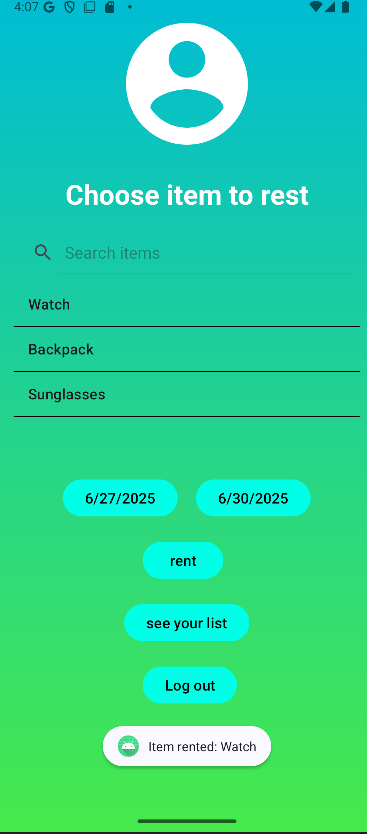 4:07
Choose item to rest
Search items
Watch
Backpack
Sunglasses
6/27/2025 6/30/2025
rent
see your list
Log out
Item rented: Watch